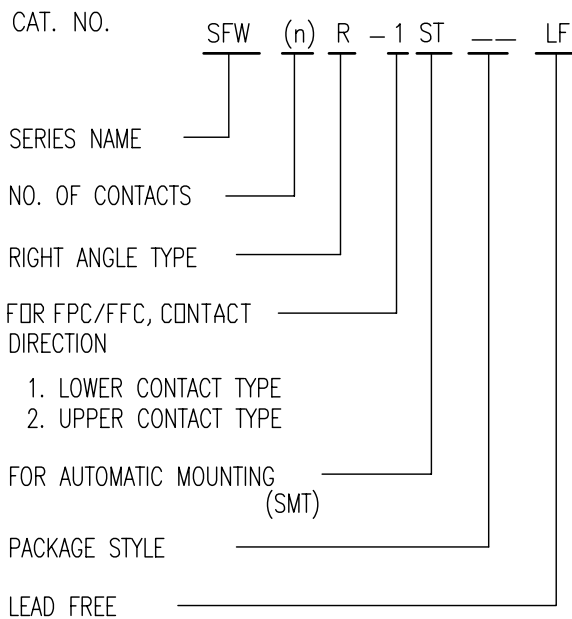 CAT. NO.
SFW (n) R - 1 ST __ LF
SERIES NAME
NO. OF CONTACTS
RIGHT ANGLE TYPE
FOR FPC/FFC, CONTACT
DIRECTION
1. LOWER CONTACT TYPE
2. UPPER CONTACT TYPE
FOR AUTOMATIC MOUNTING
(SMT)
PACKAGE STYLE
LEAD FREE